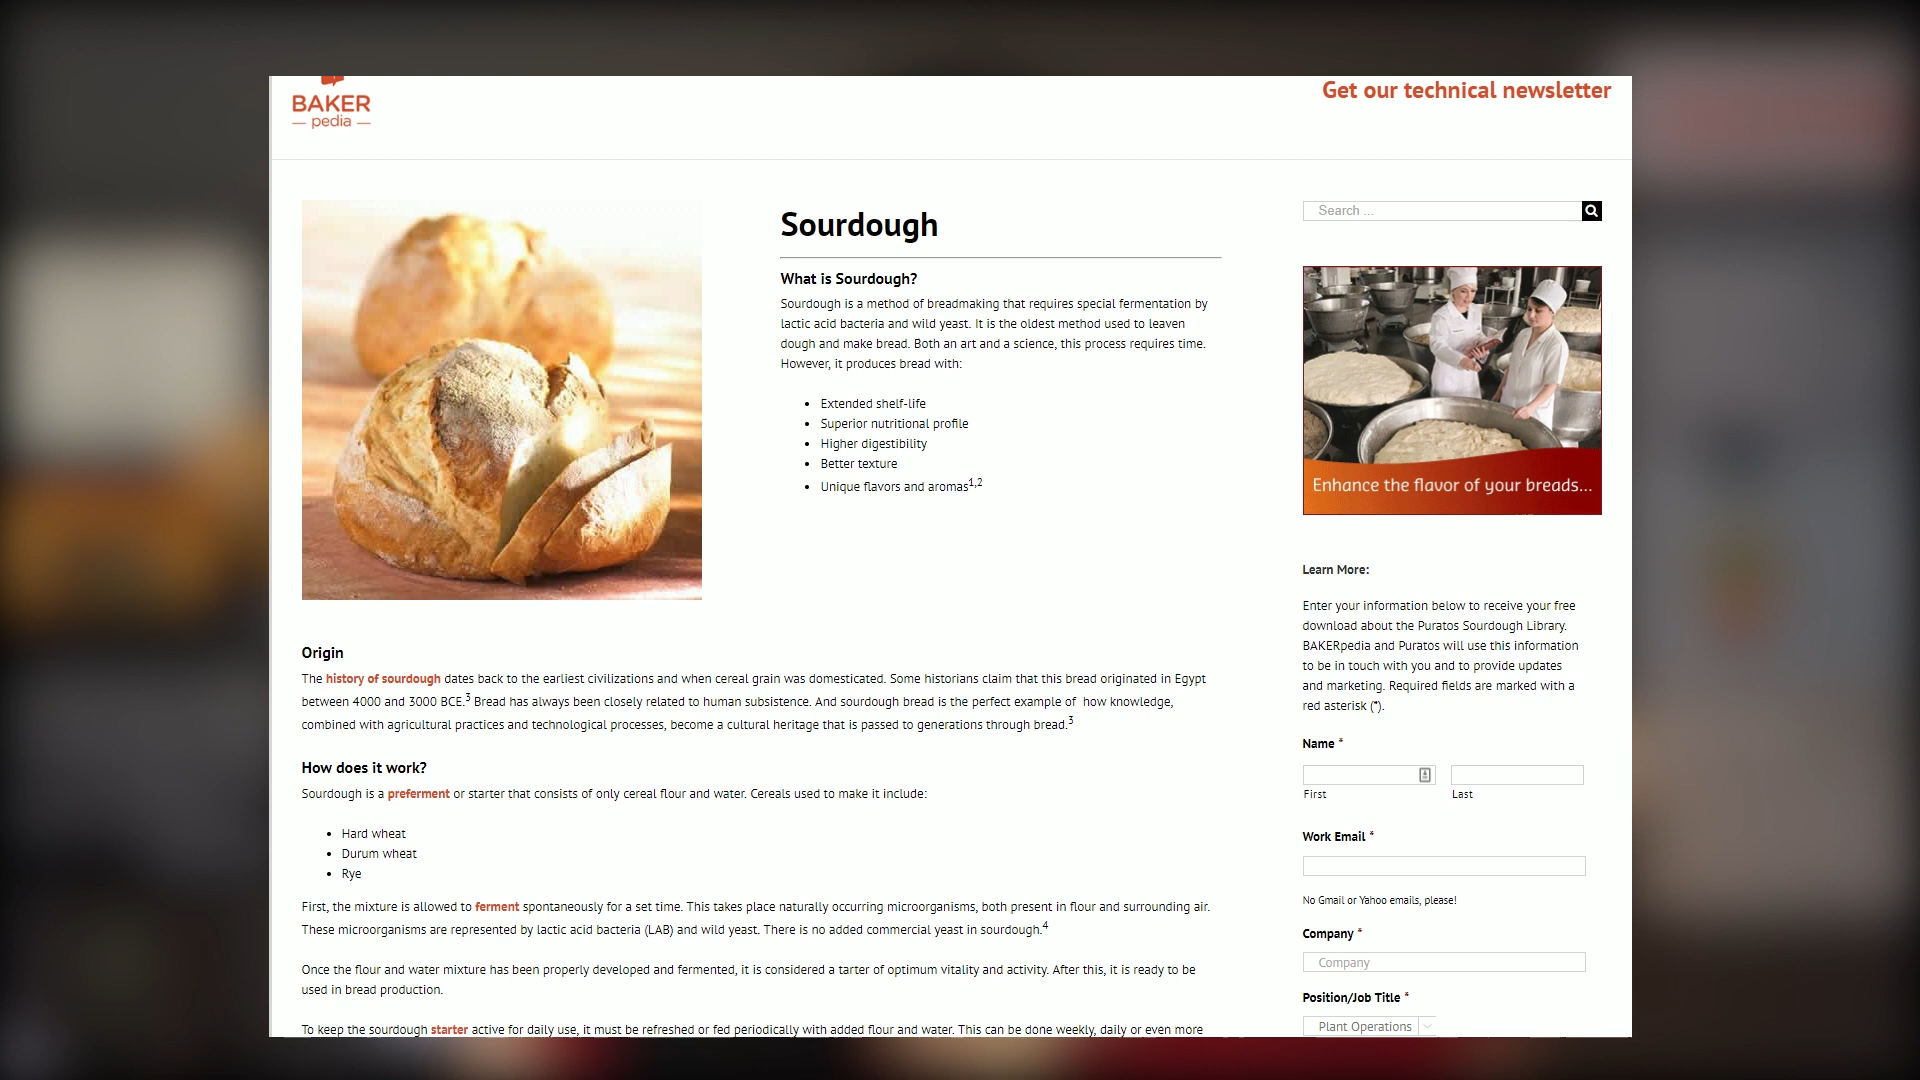 BAKER
pedia
Get our technical newsletter
Sourdough
What is Sourdough?
Sourdough is a method of breadmaking that requires special fermentation by
lactic acid bacteria and wild yeast. It is the oldest method used to leaven
dough and make bread. Both an art and a science, this process requires time.
However, it produces bread with:
• Extended shelf-life
• Superior nutritional profile
• Higher digestibility
• Better texture
• Unique flavors and aromas1,2
Origin
The history of sourdough dates back to the earliest civilizations and when cereal grain was domesticated. Some historians claim that this bread originated in Egypt
between 4000 and 3000 BCE.3 Bread has always been closely related to human subsistence. And sourdough bread is the perfect example of how knowledge,
combined with agricultural practices and technological processes, become a cultural heritage that is passed to generations through bread.3
How does it work?
Sourdough is a preferment or starter that consists of only cereal flour and water. Cereals used to make it include:
• Hard wheat
• Durum wheat
• Rye
First, the mixture is allowed to ferment spontaneously for a set time. This takes place naturally occurring microorganisms, both present in flour and surrounding air.
These microorganisms are represented by lactic acid bacteria (LAB) and wild yeast. There is no added commercial yeast in sourdough.4
Once the flour and water mixture has been properly developed and fermented, it is considered a tarter of optimum vitality and activity. After this, it is ready to be
used in bread production.
To keep the sourdough starter active for daily use, it must be refreshed or fed periodically with added flour and water. This can be done weekly, daily or even more
Search ...
Enhance the flavor of your breads...
Learn More:
Enter your information below to receive your free
download about the Puratos Sourdough Library.
BAKERpedia and Puratos will use this information
to be in touch with you and to provide updates
and marketing. Required fields are marked with a
red asterisk (*).
Name *
First Last
Work Email *
No Gmail or Yahoo emails, please!
Company *
Company
Position/Job Title *
Plant Operations